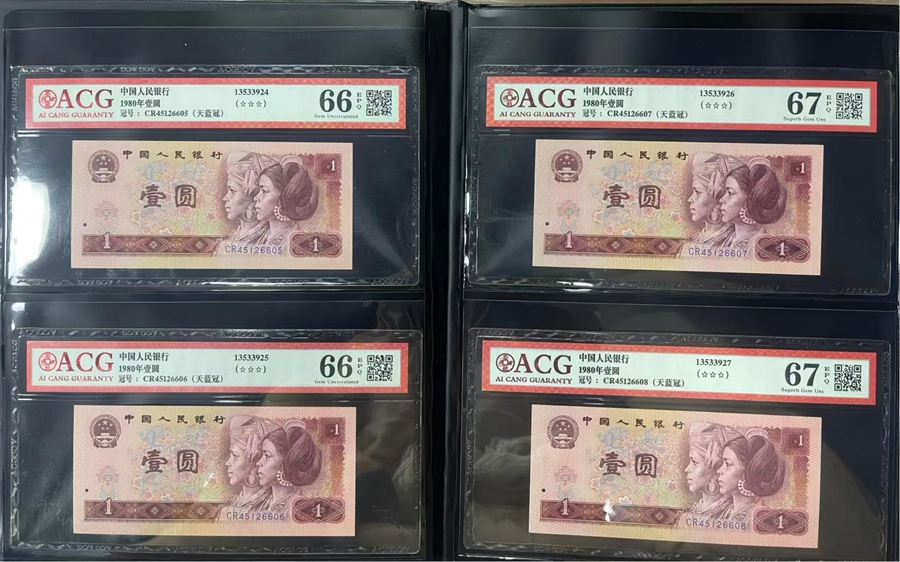 ACG
AI CANG GUARANTY
中国人民银行
1980年壹圆
冠号： CR45126605（天蓝冠）
13533924
（☆☆☆）
66
EPQ
Gem Uncirculated
中国人民银行
壹圆
1
1
1
CR45126605
ACG
AI CANG GUARANTY
中国人民银行
1980年壹圆
冠号： CR45126607（天蓝冠）
13533926
（☆☆☆）
67
EPQ
Superb Gem Unc
中国人民银行
壹圆
1
1
1
CR45126607
ACG
AI CANG GUARANTY
中国人民银行
1980年壹圆
冠号： CR45126606（天蓝冠）
13533925
（☆☆☆）
66
EPQ
Gem Uncirculated
中国人民银行
壹圆
1
1
1
CR45126606
ACG
AI CANG GUARANTY
中国人民银行
1980年壹圆
冠号： CR45126608（天蓝冠）
13533927
（☆☆☆）
67
EPQ
Superb Gem Unc
中国人民银行
壹圆
1
1
1
CR45126608